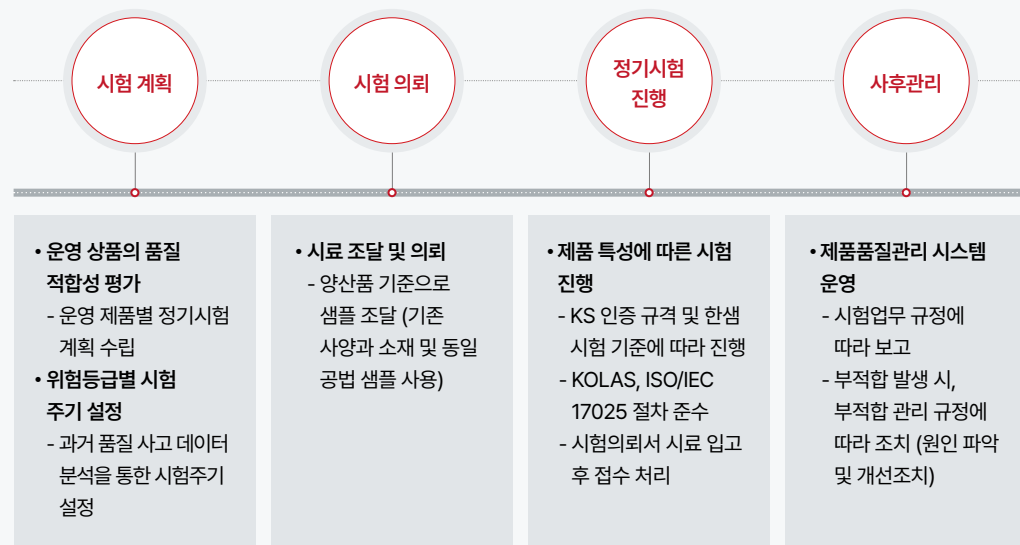 시험 계획
시험 의뢰
정기시험
진행
사후관리
• 운영 상품의 품질
적합성 평가
- 운영 제품별 정기시험
계획 수립
• 위험등급별 시험
주기 설정
- 과거 품질 사고 데이터
분석을 통한 시험주기
설정
• 시료 조달 및 의뢰
- 양산품 기준으로
샘플 조달 (기존
사양과 소재 및 동일
공법 샘플 사용)
• 제품 특성에 따른 시험
진행
- KS 인증 규격 및 한샘
시험 기준에 따라 진행
- KOLAS, ISO/IEC
17025 절차 준수
- 시험의뢰서 시료 입고
후 접수 처리
• 제품품질관리 시스템
운영
- 시험업무 규정에
따라 보고
- 부적합 발생 시,
부적합 관리 규정에
따라 조치 (원인 파악
및 개선조치)